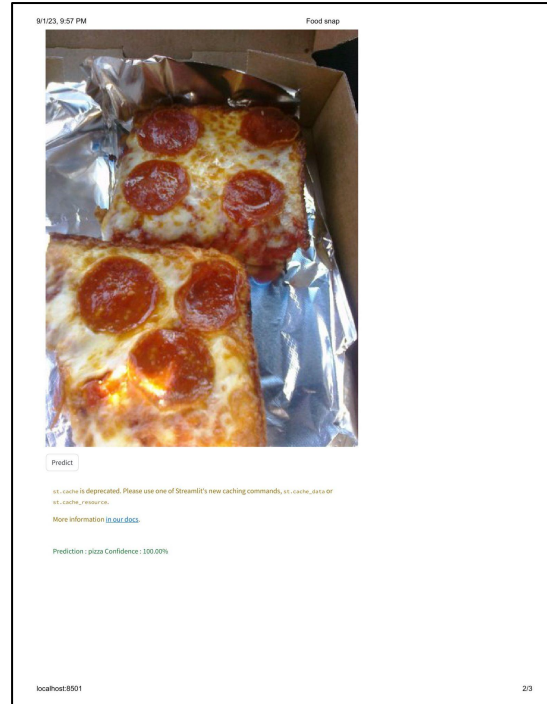 9/1/23, 9:57 PM Food snap
Predict
st.cache is deprecated. Please use one of Streamlit's new caching commands, st.cache_data or
st.cache_resource.
More information in our docs.
Prediction : pizza Confidence : 100.00%
localhost:8501 2/3